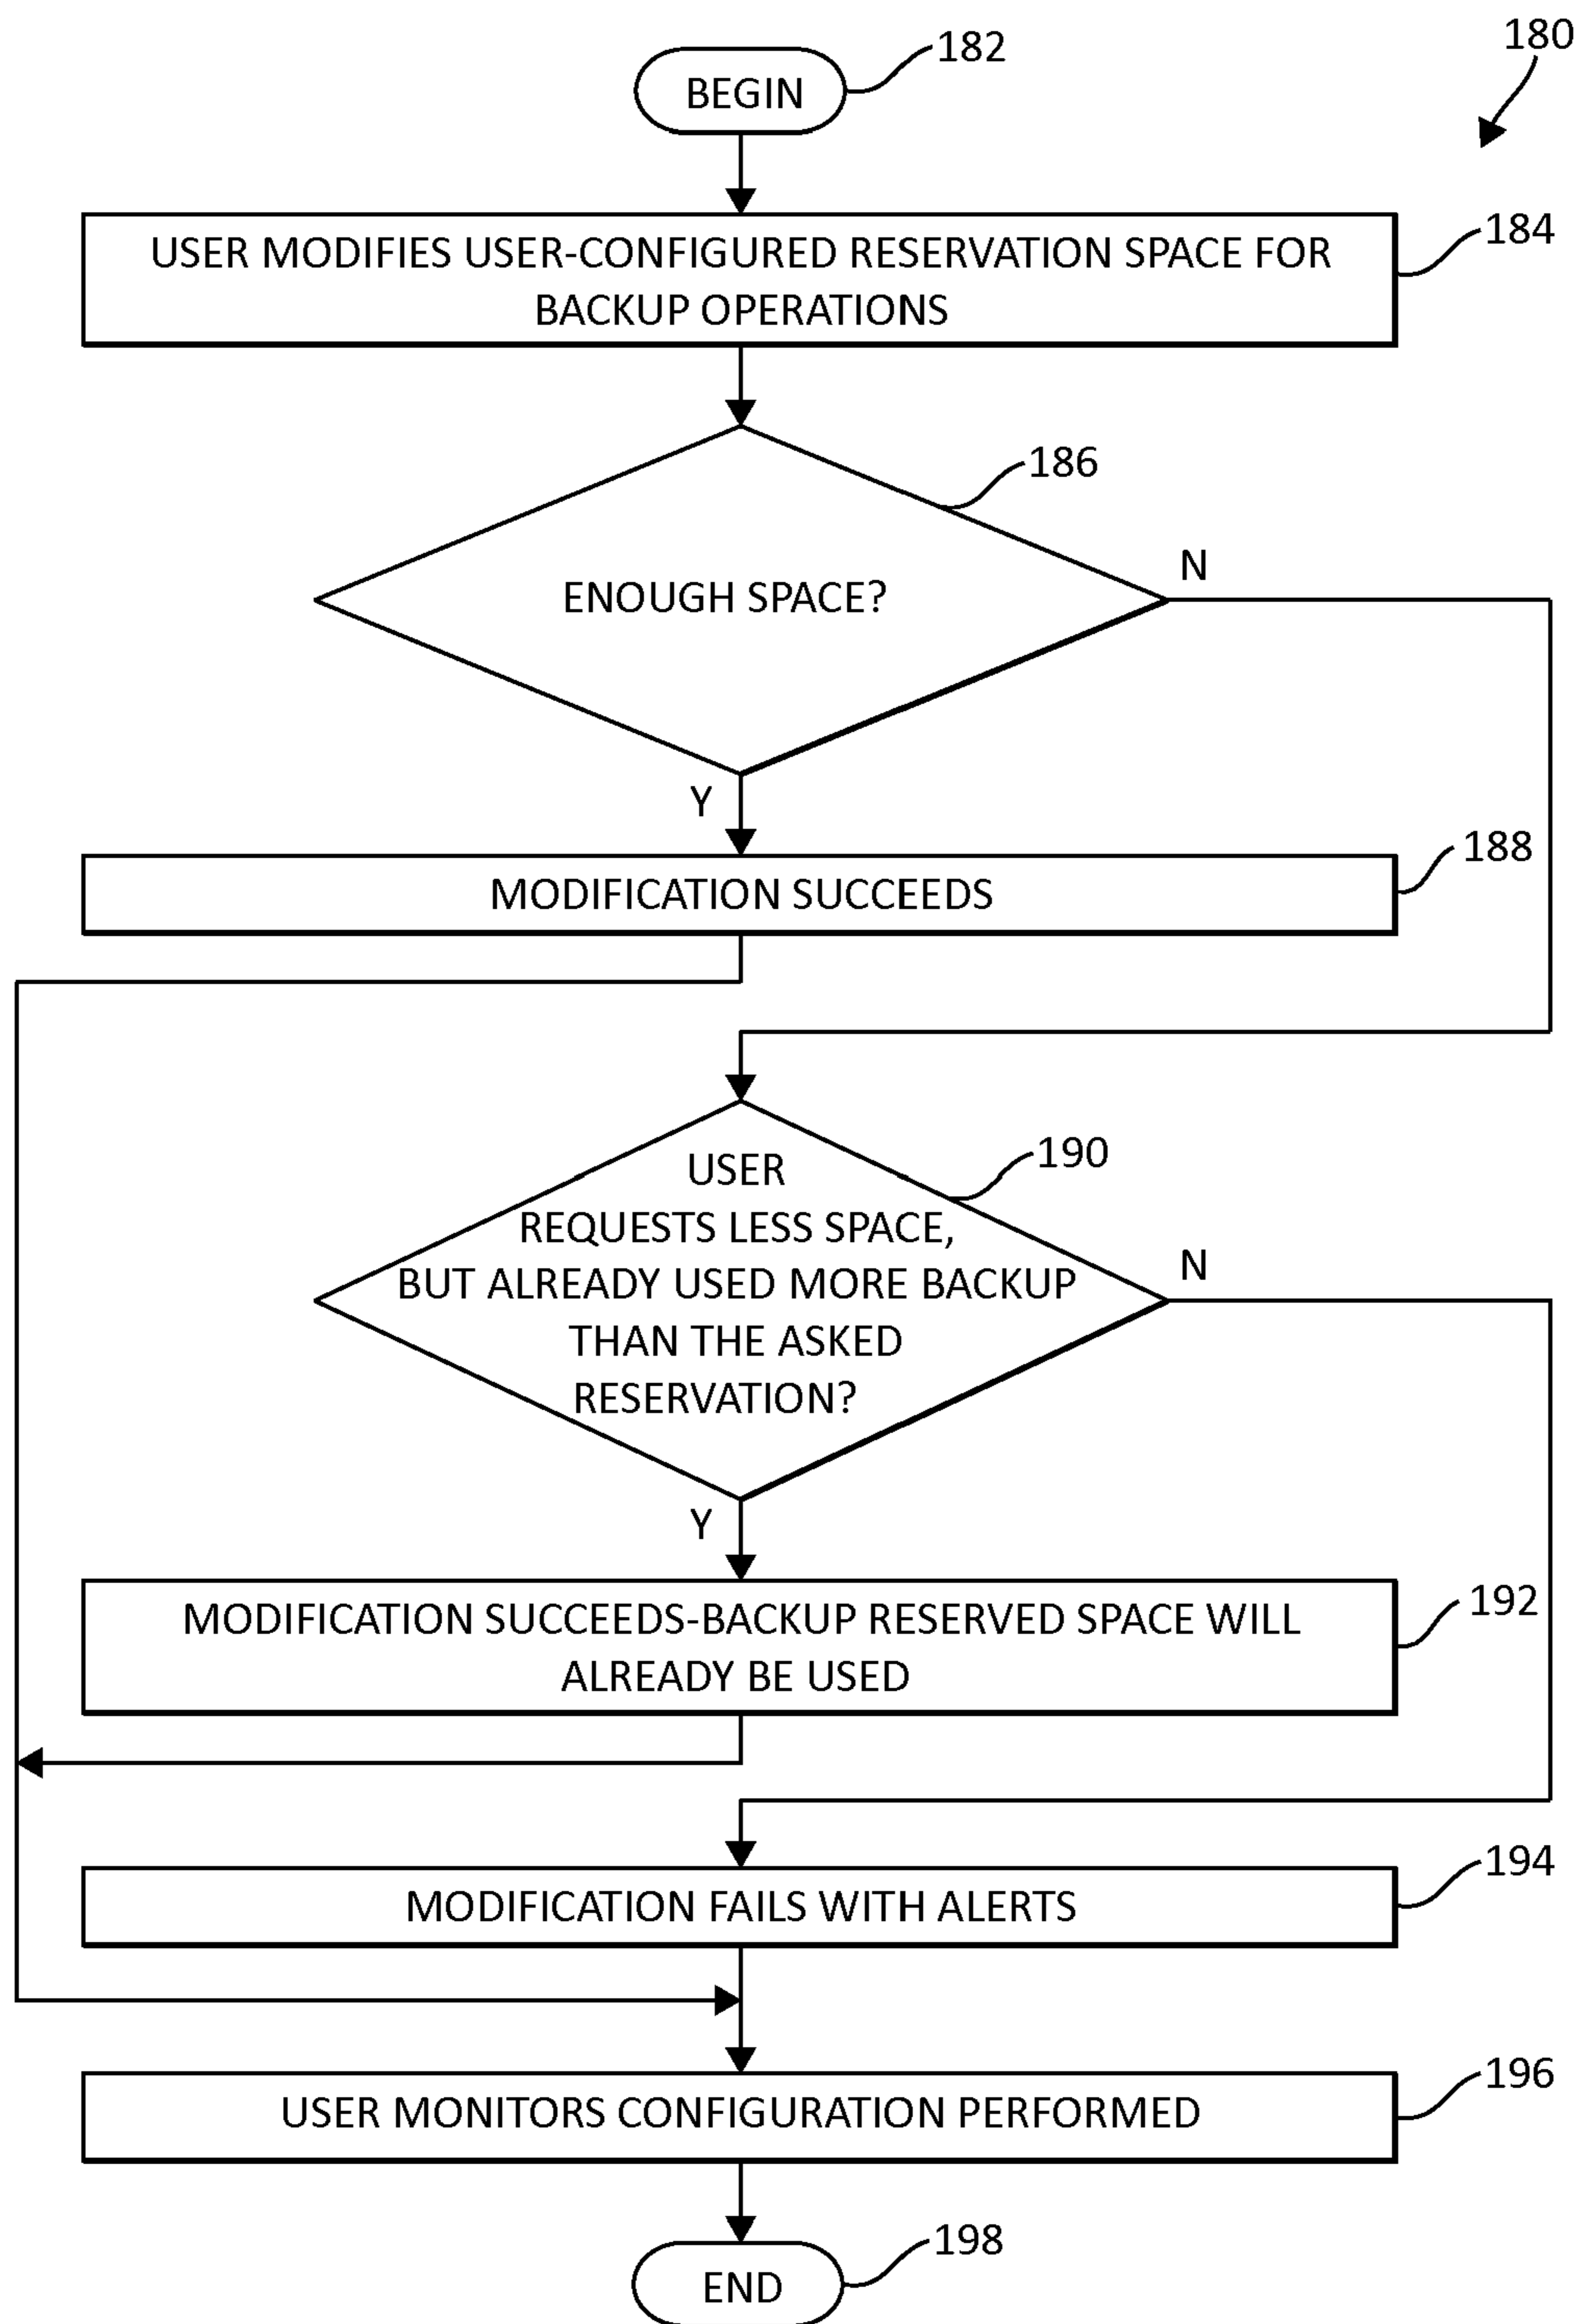 180
182
BEGIN
184
USER MODIFIES USER-CONFIGURED RESERVATION SPACE FOR
BACKUP OPERATIONS
186
ENOUGH SPACE?
N
Y
188
MODIFICATION SUCCEEDS
190
USER
REQUESTS LESS SPACE,
BUT ALREADY USED MORE BACKUP
THAN THE ASKED
RESERVATION?
N
Y
192
MODIFICATION SUCCEEDS-BACKUP RESERVED SPACE WILL
ALREADY BE USED
194
MODIFICATION FAILS WITH ALERTS
196
USER MONITORS CONFIGURATION PERFORMED
198
END